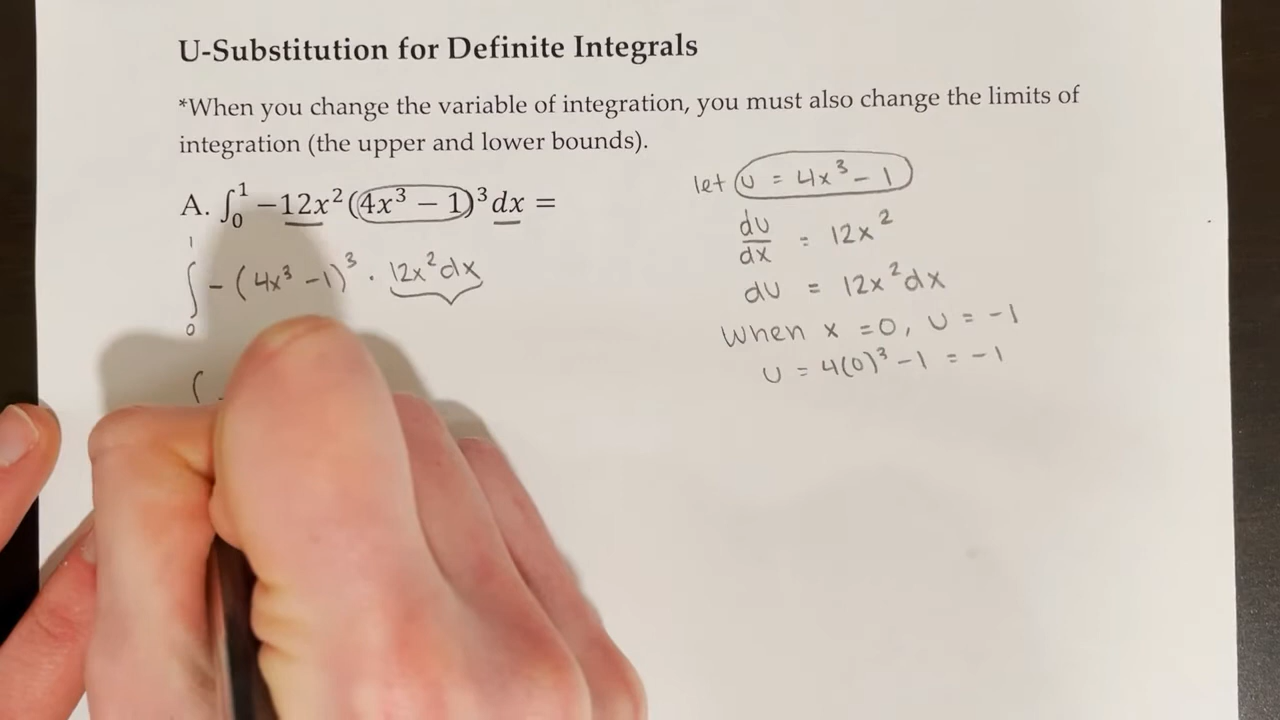 U-Substitution for Definite Integrals
*When you change the variable of integration, you must also change the limits of
integration (the upper and lower bounds).
A. ∫₀¹ −12x²(4x³ − 1)³ dx =
∫₀¹ −(4x³ −1)³ · 12x²dx
∫
let u = 4x³ − 1
du/dx = 12x²
du = 12x²dx
When x = 0, u = −1
u = 4(0)³ −1 = −1